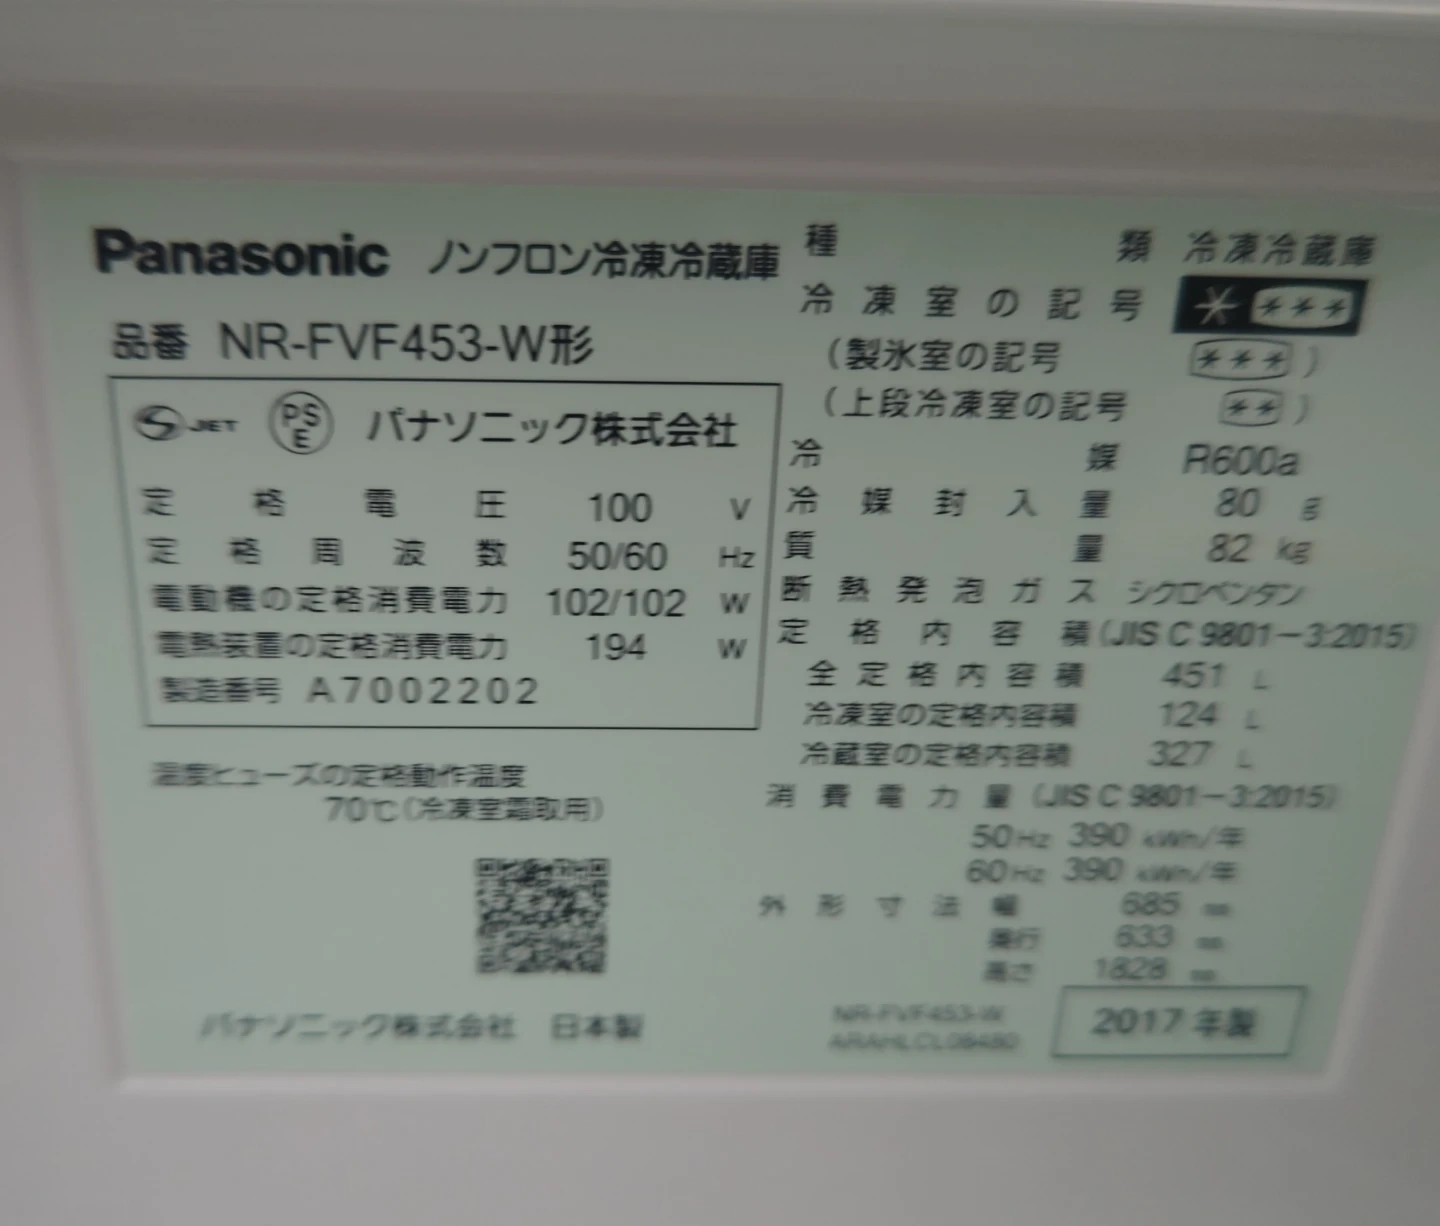 Panasonic ノンフロン冷凍冷蔵庫
品番 NR-FVF453-W形
JET PSE パナソニック株式会社
定格電圧 100 V
定格周波数 50/60 Hz
電動機の定格消費電力 102/102 W
電熱装置の定格消費電力 194 W
製造番号 A7002202
温度ヒューズの定格動作温度
70℃(冷凍室霜取用)
パナソニック株式会社 日本製
種類 冷凍冷蔵庫
冷凍室の記号 * ***
(製氷室の記号 ***)
(上段冷凍室の記号 **)
冷媒 R600a
冷媒封入量 80 g
質量 82 kg
断熱発泡ガス シクロペンタン
定格内容積(JIS C 9801-3:2015)
全定格内容積 451 L
冷凍室の定格内容積 124 L
冷蔵室の定格内容積 327 L
消費電力量(JIS C 9801-3:2015)
50Hz 390 kWh/年
60Hz 390 kWh/年
外形寸法 幅 685 mm
奥行 633 mm
高さ 1828 mm
NR-FVF453-W
2017年製